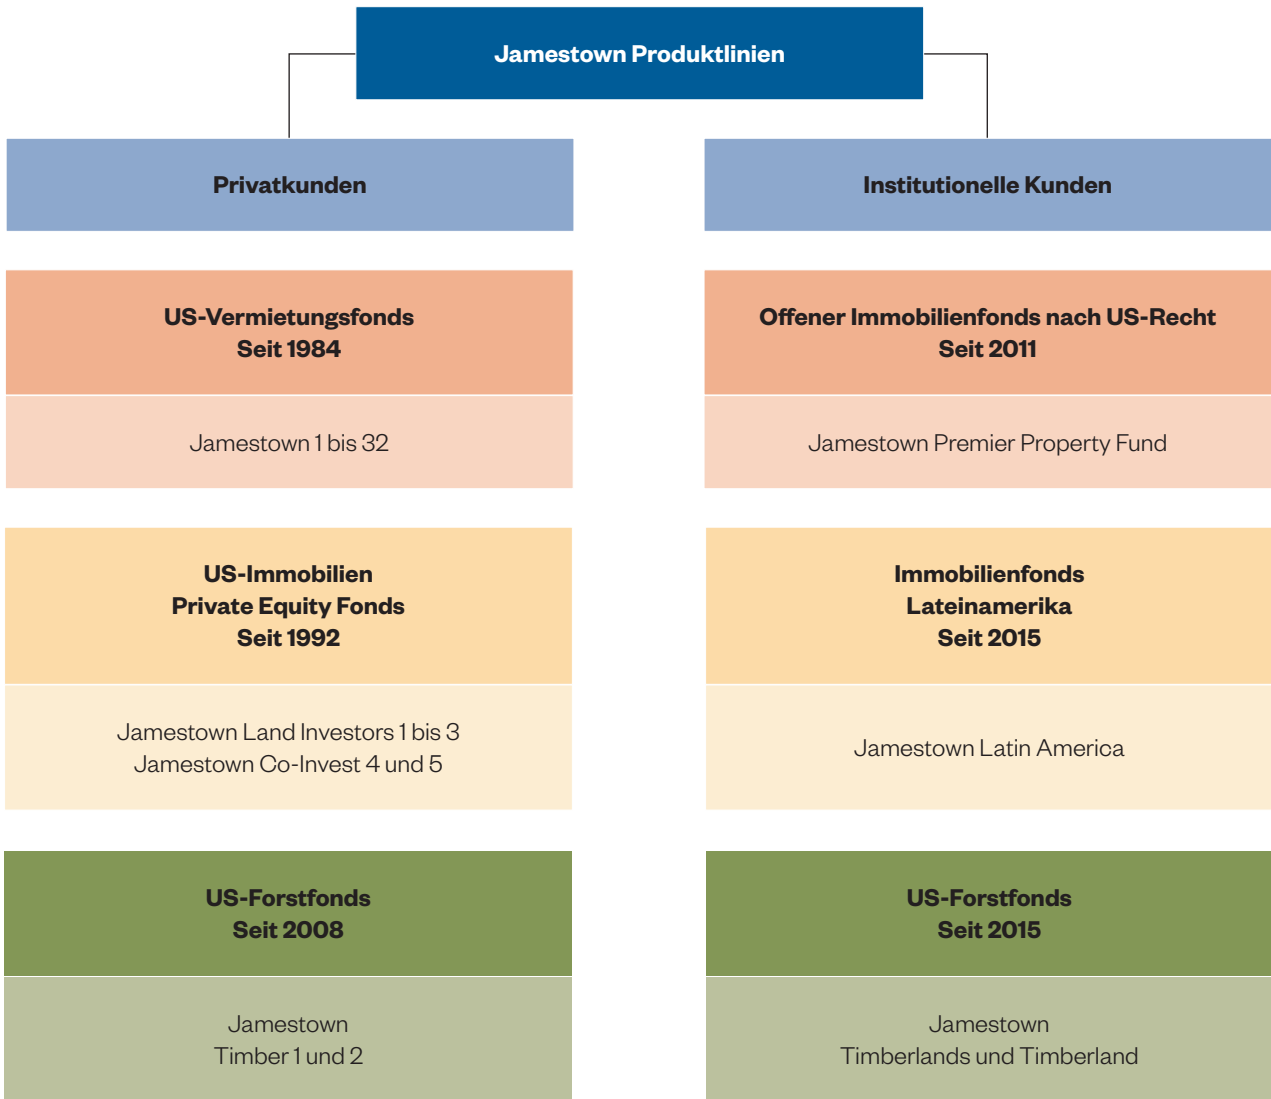 Jamestown Produktlinien
Privatkunden
Institutionelle Kunden
US-Vermietungsfonds
Seit 1984
Jamestown 1 bis 32
Offener Immobilienfonds nach US-Recht
Seit 2011
Jamestown Premier Property Fund
US-Immobilien
Private Equity Fonds
Seit 1992
Jamestown Land Investors 1 bis 3
Jamestown Co-Invest 4 und 5
Immobilienfonds
Lateinamerika
Seit 2015
Jamestown Latin America
US-Forstfonds
Seit 2008
Jamestown
Timber 1 und 2
US-Forstfonds
Seit 2015
Jamestown
Timberlands und Timberland